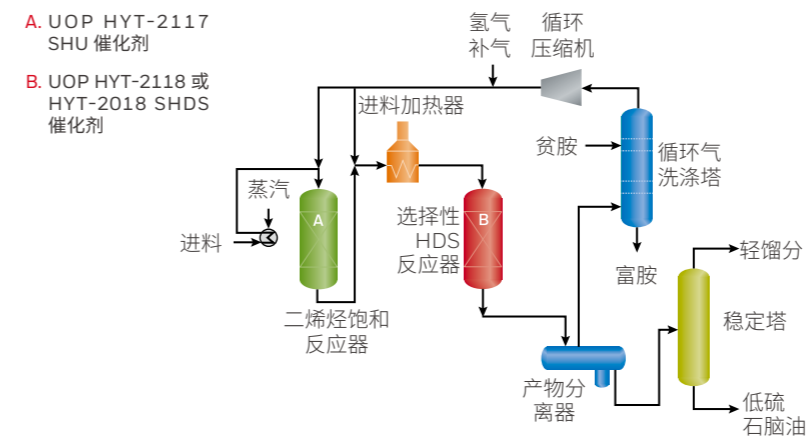 A. UOP HYT-2117
SHU 催化剂
B. UOP HYT-2118 或
HYT-2018 SHDS
催化剂
氢气
补气
循环
压缩机
进料加热器
贫胺
循环气
洗涤塔
蒸汽
进料
A
选择性
HDS
反应器
B
富胺
二烯烃饱和
反应器
轻馏分
稳定塔
产物分
离器
低硫
石脑油